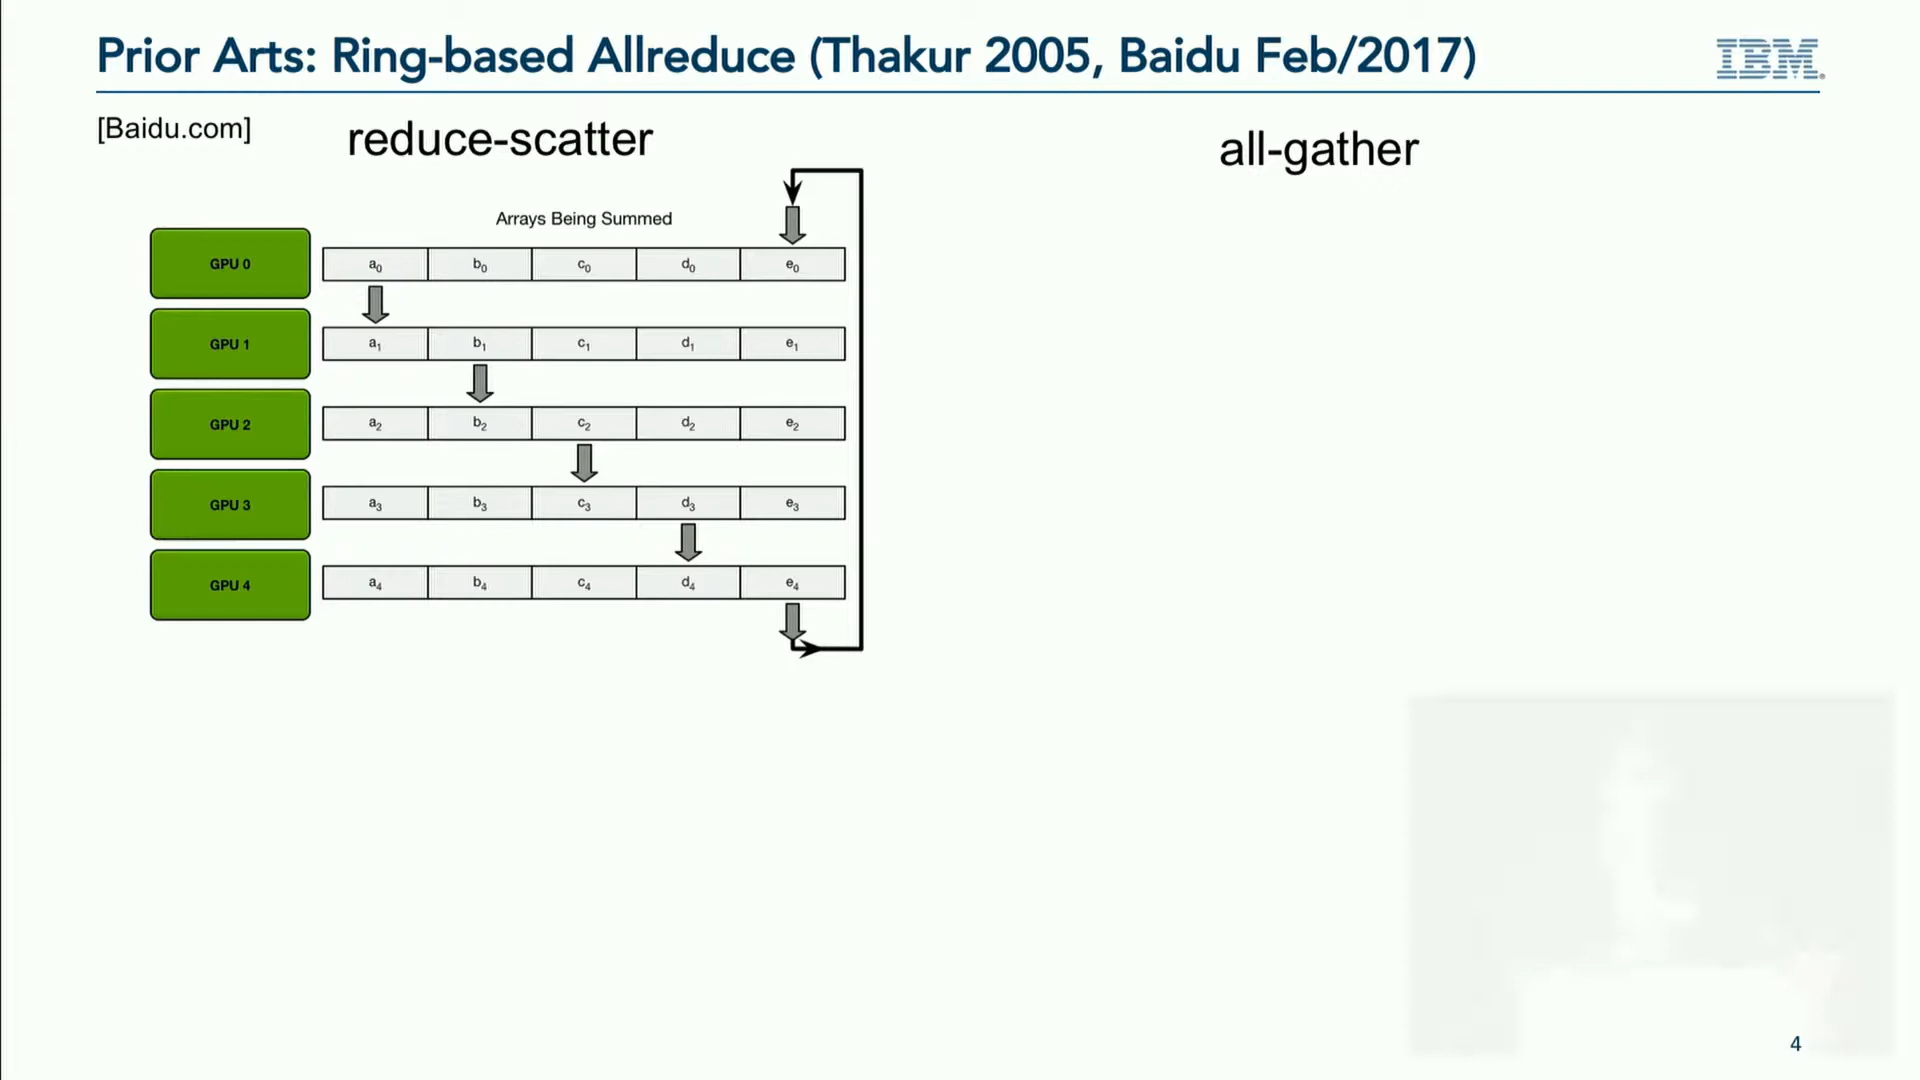 Prior Arts: Ring-based Allreduce (Thakur 2005, Baidu Feb/2017)
IBM®
[Baidu.com]
reduce-scatter
all-gather
Arrays Being Summed
GPU 0 a₀ b₀ c₀ d₀ e₀
GPU 1 a₁ b₁ c₁ d₁ e₁
GPU 2 a₂ b₂ c₂ d₂ e₂
GPU 3 a₃ b₃ c₃ d₃ e₃
GPU 4 a₄ b₄ c₄ d₄ e₄
4